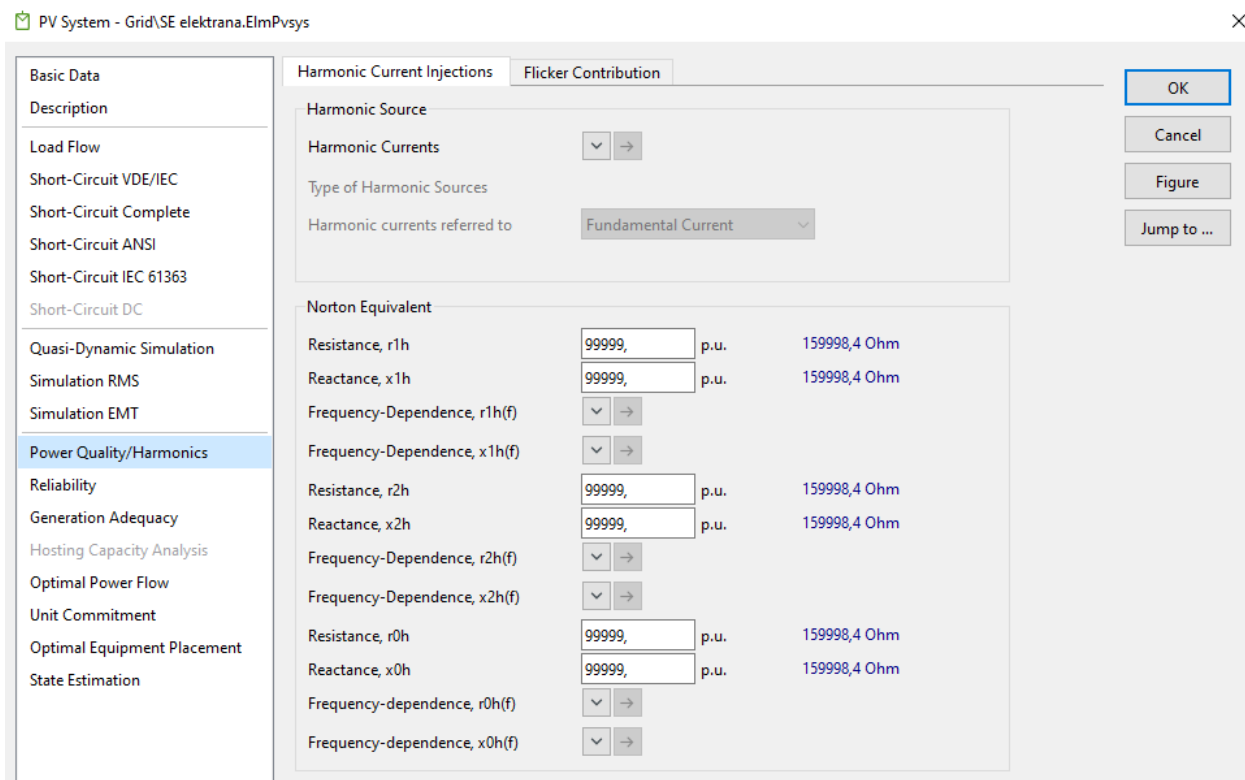 PV System - Grid\SE elektrana.ElmPvsys
Basic Data
Description
Load Flow
Short-Circuit VDE/IEC
Short-Circuit Complete
Short-Circuit ANSI
Short-Circuit IEC 61363
Short-Circuit DC
Quasi-Dynamic Simulation
Simulation RMS
Simulation EMT
Power Quality/Harmonics
Reliability
Generation Adequacy
Hosting Capacity Analysis
Optimal Power Flow
Unit Commitment
Optimal Equipment Placement
State Estimation
Harmonic Current Injections Flicker Contribution
Harmonic Source
Harmonic Currents
Type of Harmonic Sources
Harmonic currents referred to Fundamental Current
Norton Equivalent
Resistance, r1h 99999, p.u. 159998,4 Ohm
Reactance, x1h 99999, p.u. 159998,4 Ohm
Frequency-Dependence, r1h(f)
Frequency-Dependence, x1h(f)
Resistance, r2h 99999, p.u. 159998,4 Ohm
Reactance, x2h 99999, p.u. 159998,4 Ohm
Frequency-Dependence, r2h(f)
Frequency-Dependence, x2h(f)
Resistance, r0h 99999, p.u. 159998,4 Ohm
Reactance, x0h 99999, p.u. 159998,4 Ohm
Frequency-dependence, r0h(f)
Frequency-dependence, x0h(f)
OK
Cancel
Figure
Jump to ...